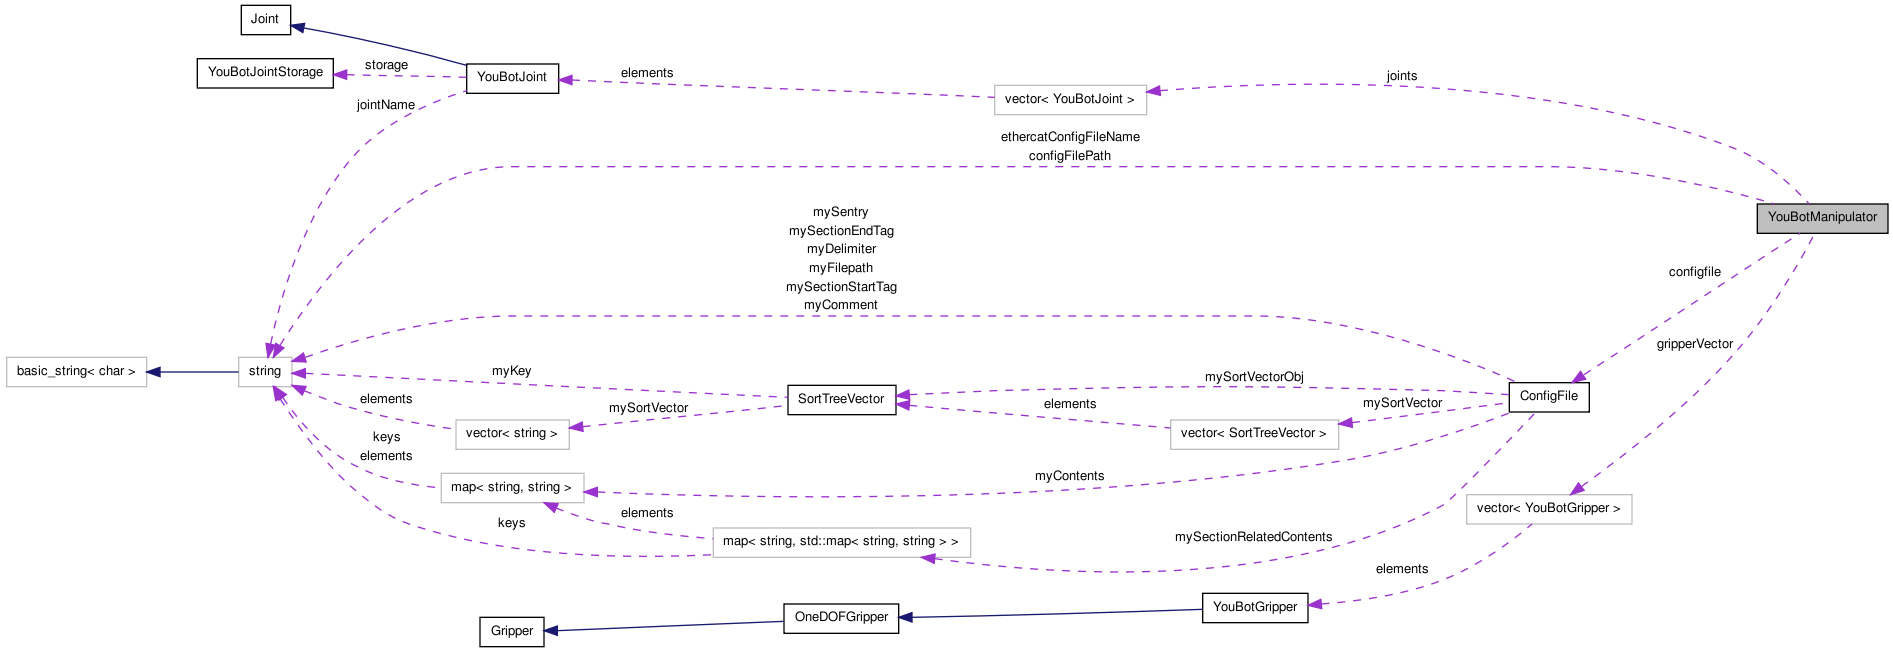 Joint
YouBotJointStorage
storage
YouBotJoint
elements
joints
vector< YouBotJoint >
jointName
ethercatConfigFileName
configFilePath
mySentry
mySectionEndTag
myDelimiter
myFilepath
mySectionStartTag
myComment
YouBotManipulator
configfile
gripperVector
basic_string< char >
string
myKey
mySortVectorObj
elements
SortTreeVector
mySortVector
elements
mySortVector
ConfigFile
vector< string >
vector< SortTreeVector >
keys
elements
map< string, string >
myContents
elements
keys
vector< YouBotGripper >
map< string, std::map< string, string > >
mySectionRelatedContents
elements
YouBotGripper
OneDOFGripper
Gripper